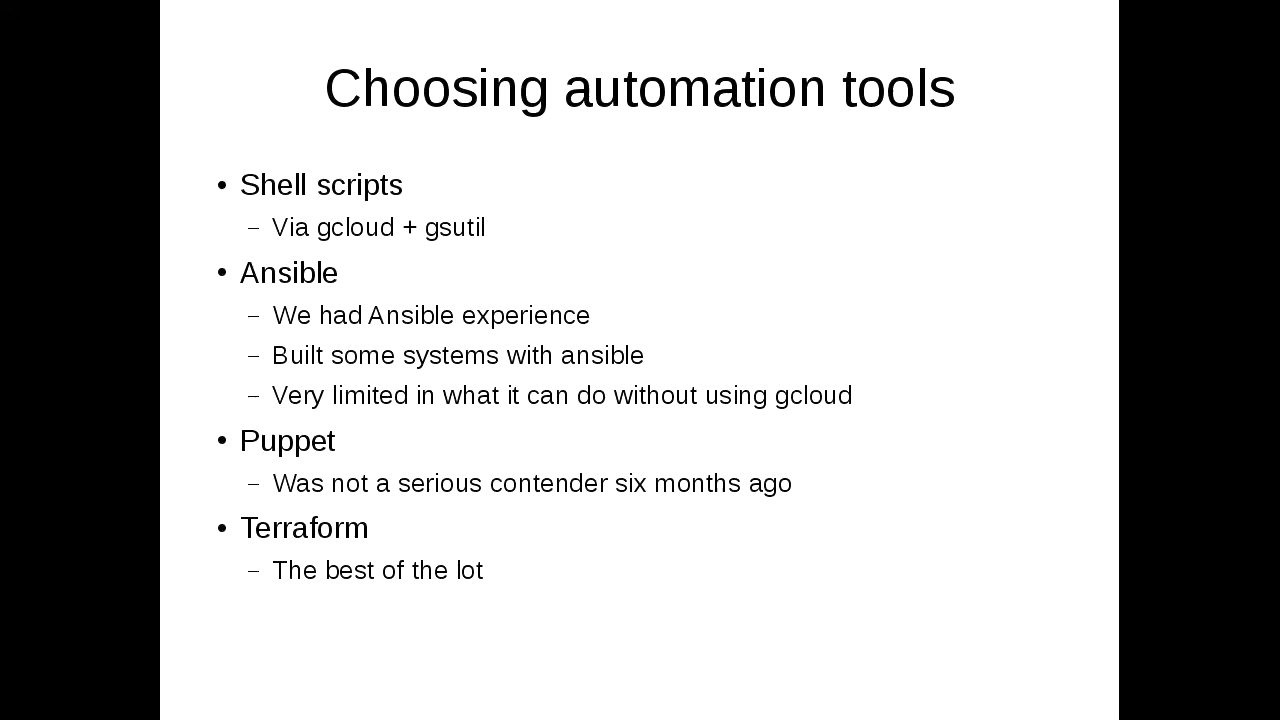 Choosing automation tools
• Shell scripts
– Via gcloud + gsutil
• Ansible
– We had Ansible experience
– Built some systems with ansible
– Very limited in what it can do without using gcloud
• Puppet
– Was not a serious contender six months ago
• Terraform
– The best of the lot